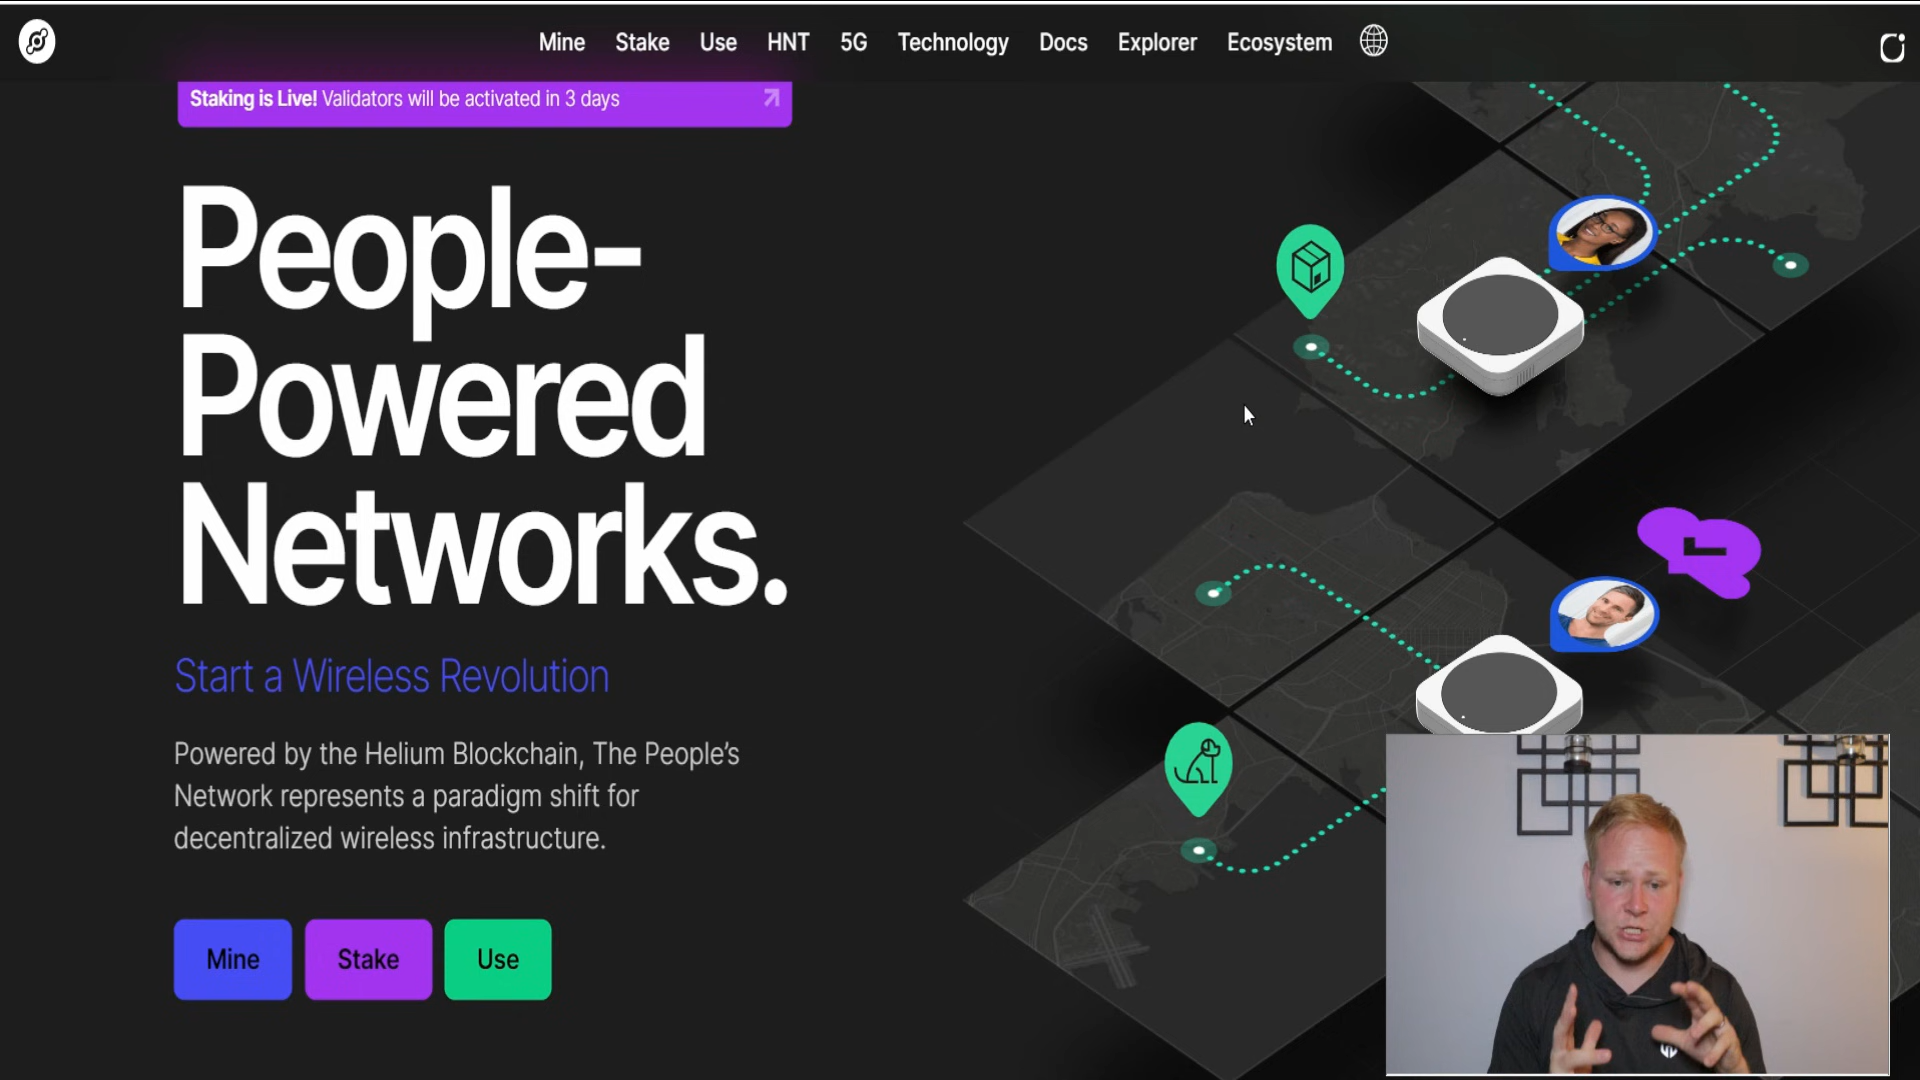 Mine Stake Use HNT 5G Technology Docs Explorer Ecosystem
Staking is Live! Validators will be activated in 3 days
People-
Powered
Networks.
Start a Wireless Revolution
Powered by the Helium Blockchain, The People’s
Network represents a paradigm shift for
decentralized wireless infrastructure.
Mine Stake Use